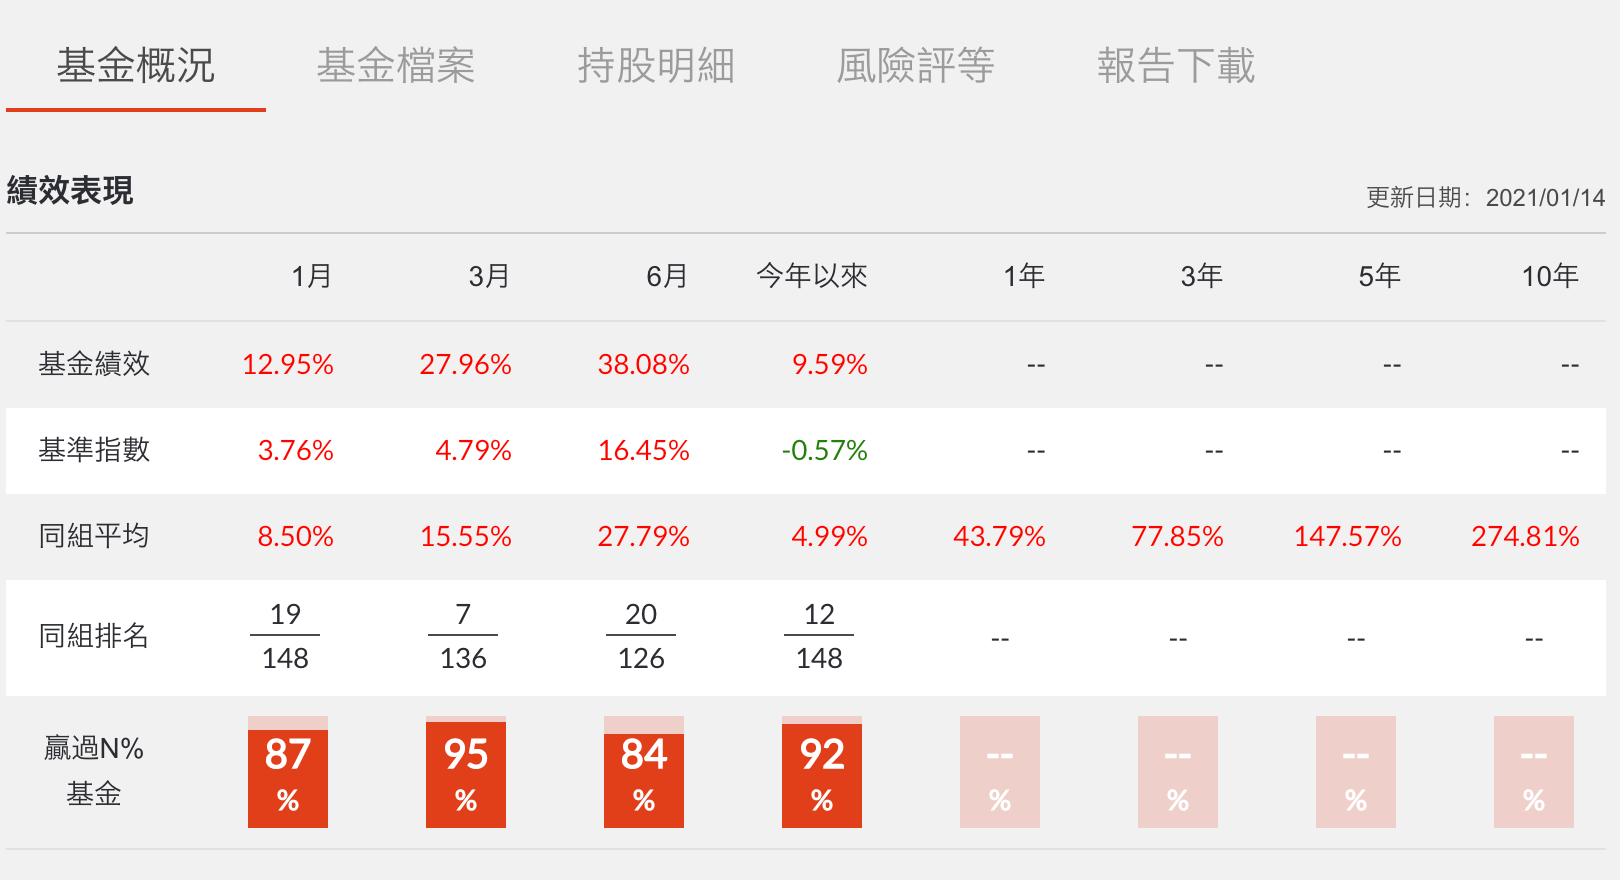 基金概況 基金檔案 持股明細 風險評等 報告下載
績效表現 更新日期：2021/01/14
1月 3月 6月 今年以來 1年 3年 5年 10年
基金績效 12.95% 27.96% 38.08% 9.59% -- -- -- --
基準指數 3.76% 4.79% 16.45% -0.57% -- -- -- --
同組平均 8.50% 15.55% 27.79% 4.99% 43.79% 77.85% 147.57% 274.81%
19 7 20 12
同組排名 -- -- -- --
148 136 126 148
贏過N% 87 95 84 92 -- -- -- --
基金 % % % % % % % %